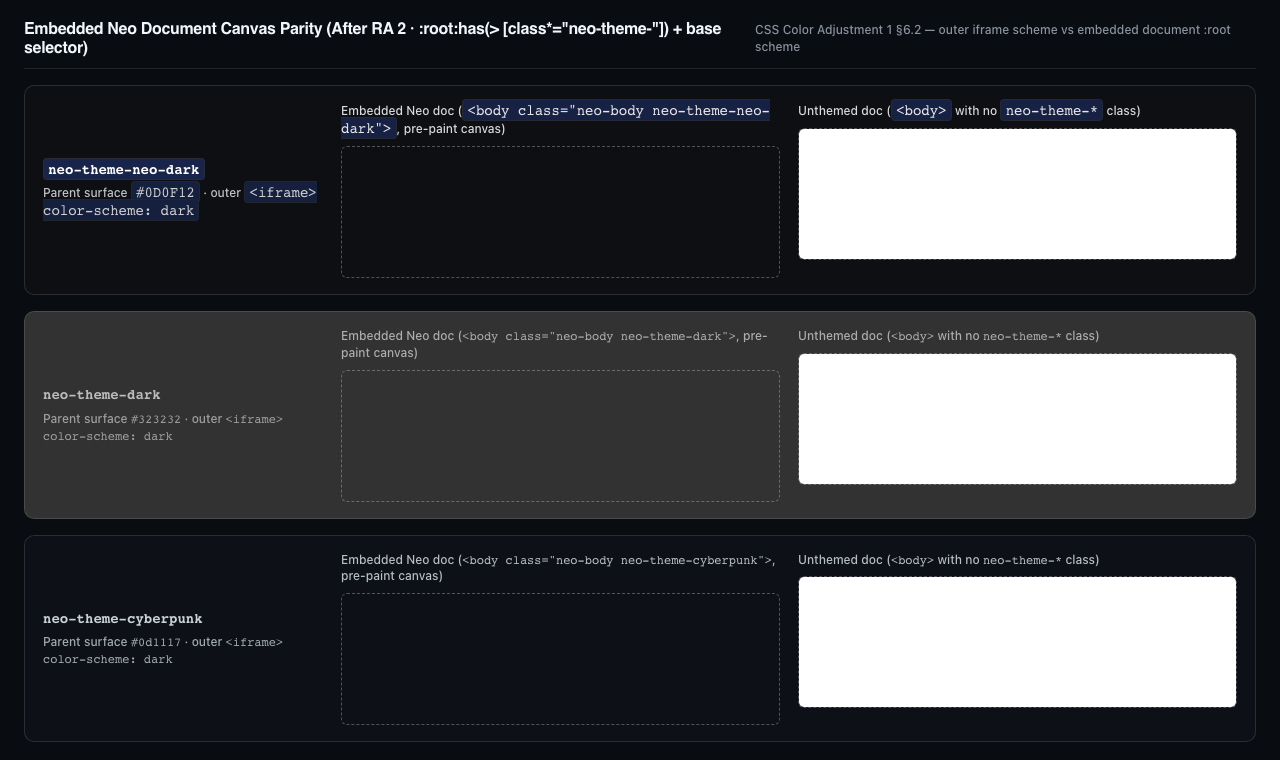 Embedded Neo Document Canvas Parity (After RA 2 · :root:has(> [class*="neo-theme-"]) + base
selector)
CSS Color Adjustment 1 §6.2 — outer iframe scheme vs embedded document :root
scheme
neo-theme-neo-dark
Parent surface #0D0F12 · outer <iframe>
color-scheme: dark
Embedded Neo doc (<body class="neo-body neo-theme-neo-
dark">, pre-paint canvas)
Unthemed doc (<body> with no neo-theme-* class)
neo-theme-dark
Parent surface #323232 · outer <iframe>
color-scheme: dark
Embedded Neo doc (<body class="neo-body neo-theme-dark">, pre-
paint canvas)
Unthemed doc (<body> with no neo-theme-* class)
neo-theme-cyberpunk
Parent surface #0d1117 · outer <iframe>
color-scheme: dark
Embedded Neo doc (<body class="neo-body neo-theme-cyberpunk">,
pre-paint canvas)
Unthemed doc (<body> with no neo-theme-* class)